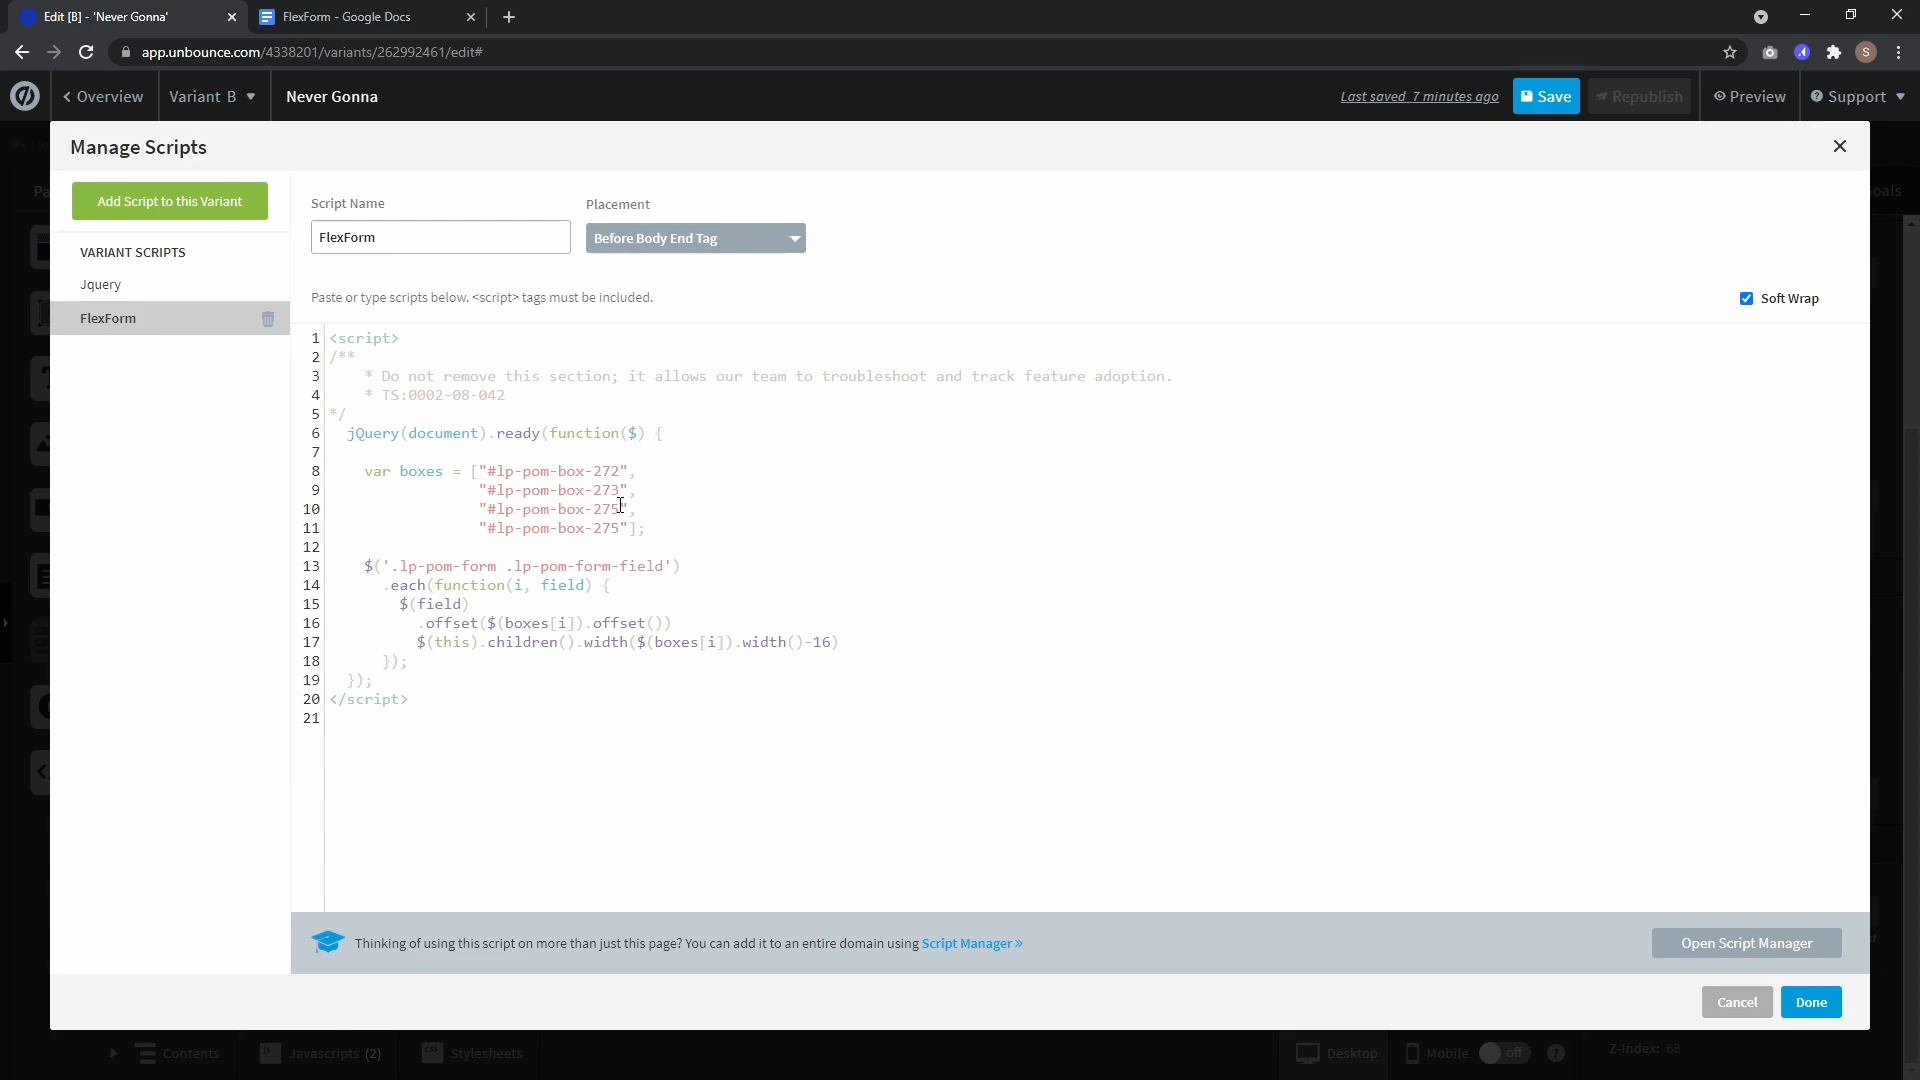 Edit [B] - 'Never Gonna'
FlexForm - Google Docs
app.unbounce.com/4338201/variants/262992461/edit#
S
Overview
Variant B
Never Gonna
Last saved 7 minutes ago
Save
Republish
Preview
Support
Manage Scripts
Add Script to this Variant
VARIANT SCRIPTS
Jquery
FlexForm
Script Name
Placement
FlexForm
Before Body End Tag
Paste or type scripts below. <script> tags must be included.
Soft Wrap
1 <script>
2 /**
3 * Do not remove this section; it allows our team to troubleshoot and track feature adoption.
4 * TS:0002-08-042
5 */
6 jQuery(document).ready(function($) {
7
8 var boxes = ["#lp-pom-box-272",
9 "#lp-pom-box-273",
10 "#lp-pom-box-275",
11 "#lp-pom-box-275"];
12
13 $('.lp-pom-form .lp-pom-form-field')
14 .each(function(i, field) {
15 $(field)
16 .offset($(boxes[i]).offset())
17 $(this).children().width($(boxes[i]).width()-16)
18 });
19 });
20 </script>
21
Thinking of using this script on more than just this page? You can add it to an entire domain using Script Manager »
Open Script Manager
Cancel
Done
Contents
Javascripts (2)
CSS
Stylesheets
Desktop
Mobile
off
Z-Index: 68